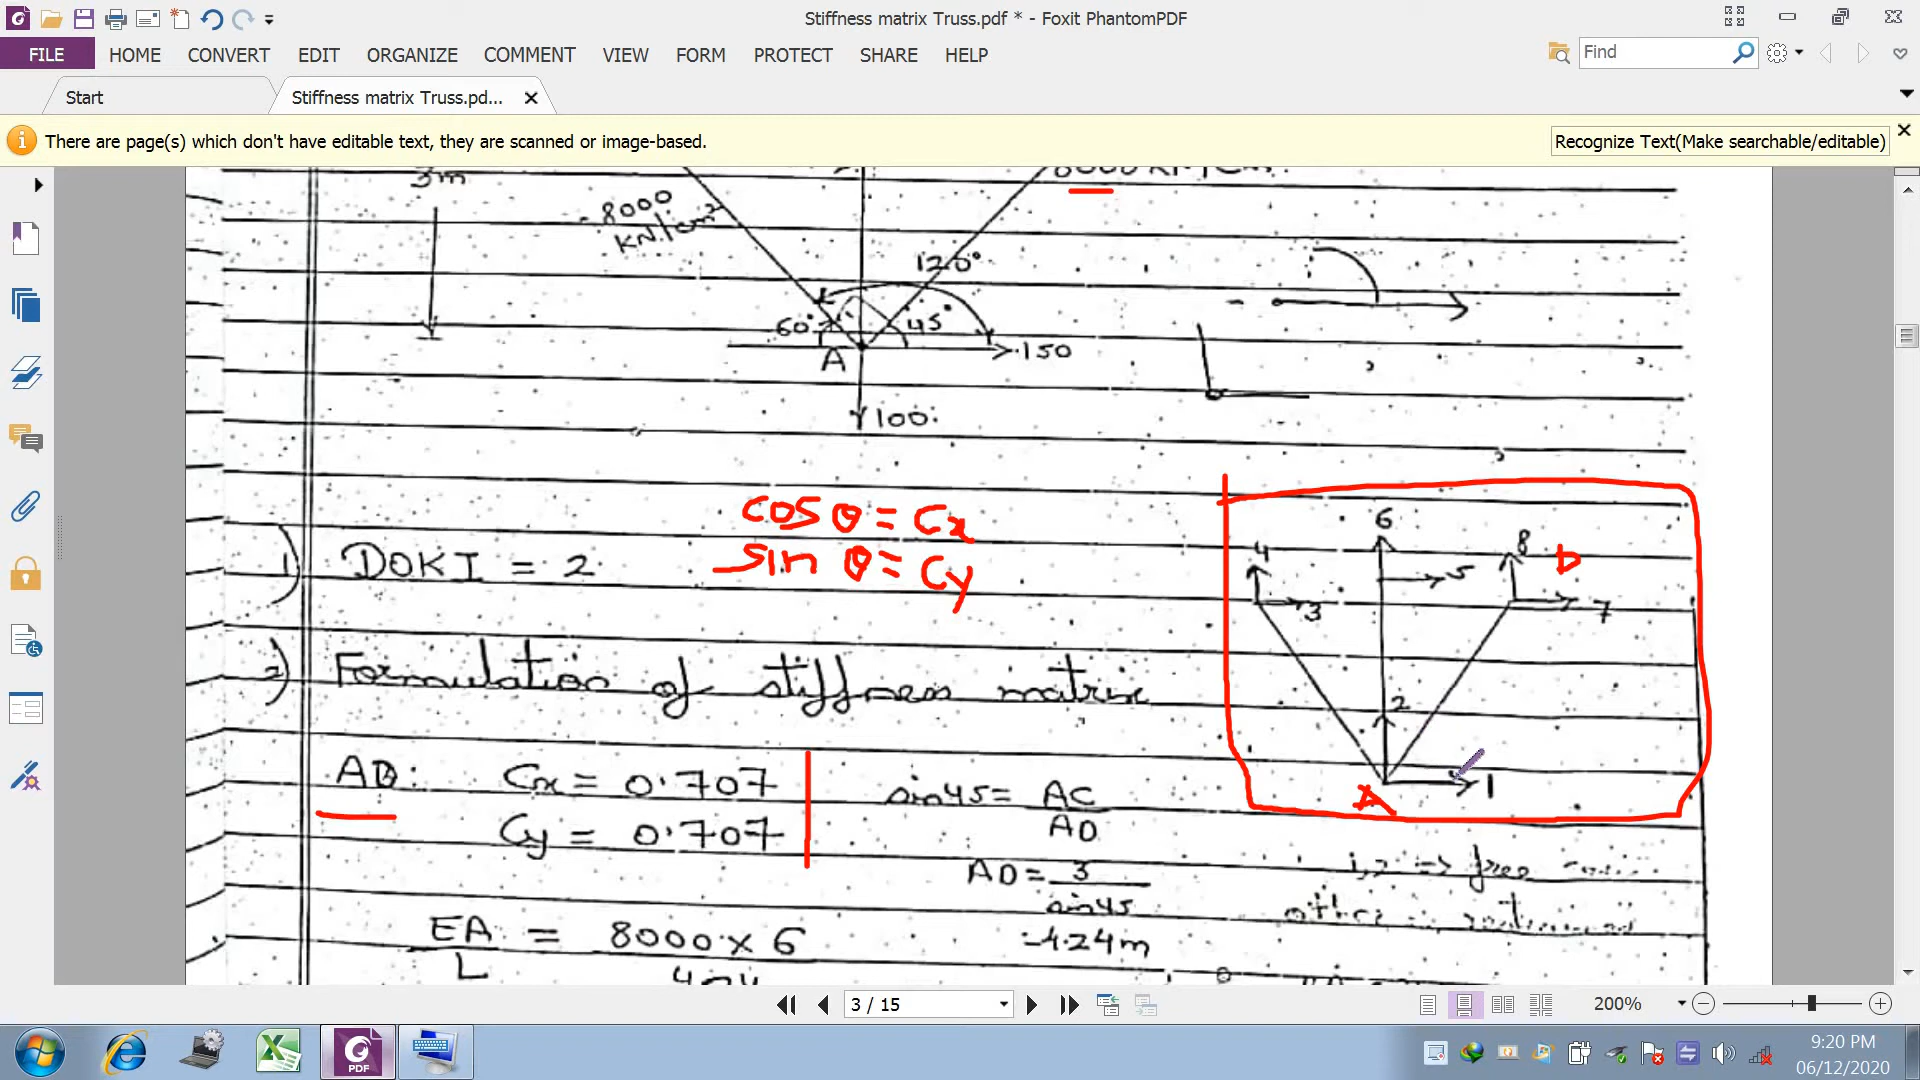 Stiffness matrix Truss.pdf * - Foxit PhantomPDF
FILE HOME CONVERT EDIT ORGANIZE COMMENT VIEW FORM PROTECT SHARE HELP
Find
Start
Stiffness matrix Truss.pd...
There are page(s) which don't have editable text, they are scanned or image-based.
Recognize Text(Make searchable/editable)
3m
8000
KN/cm²
120°
60°
45°
A
150
100
cos θ = Cx
sin θ = Cy
1) DOKI = 2
6
4
8
D
5
3
7
2) Formulation of stiffness matrix
2
1
A
AD: Cx = 0.707
Cy = 0.707
sin45 = AC
AD
AD = 3
sin45
= 4.24m
1,2 => free
EA = 8000 x 6
L
3 / 15
200%
PDF
9:20 PM
06/12/2020